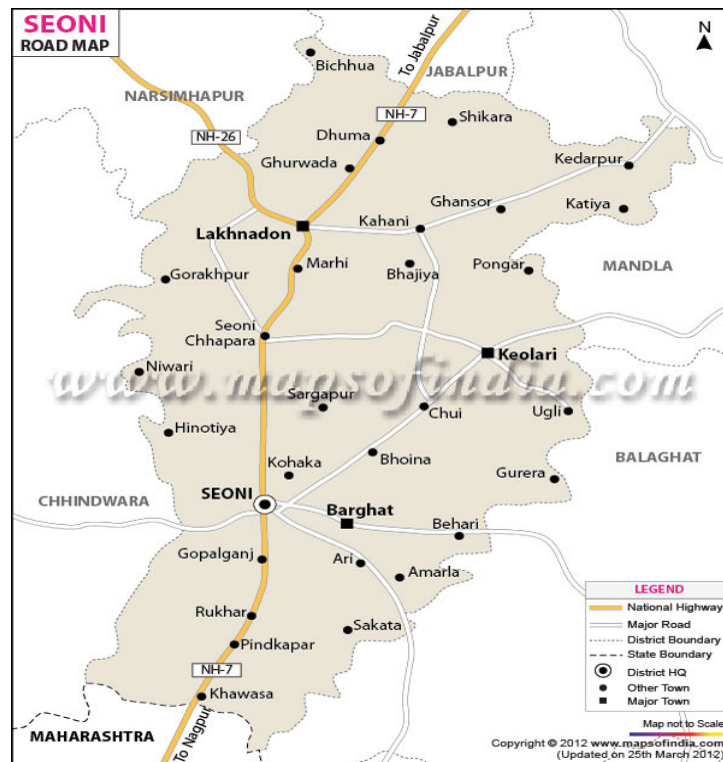 SEONI
ROAD MAP
N
To Jabalpur
Bichhua
JABALPUR
NARSIMHAPUR
NH-7
Shikara
NH-26
Dhuma
Ghurwada
Kedarpur
Ghansor
Katiya
Lakhnadon
Kahani
Marhi
Bhajiya
Pongar
MANDLA
Gorakhpur
Seoni
Chhapara
Keolari
Niwari
www.mapsofindia.com
Sargapur
Chui
Ugli
Hinotiya
Bhoina
BALAGHAT
Kohaka
Gurera
CHHINDWARA
SEONI
Barghat
Behari
Gopalganj
Ari
Amarla
Rukhar
Sakata
Pindkapar
NH-7
Khawasa
MAHARASHTRA
To Nagpur
LEGEND
National Highway
Major Road
District Boundary
State Boundary
District HQ
Other Town
Major Town
Map not to Scale
Copyright © 2012 www.mapsofindia.com
(Updated on 25th March 2012)